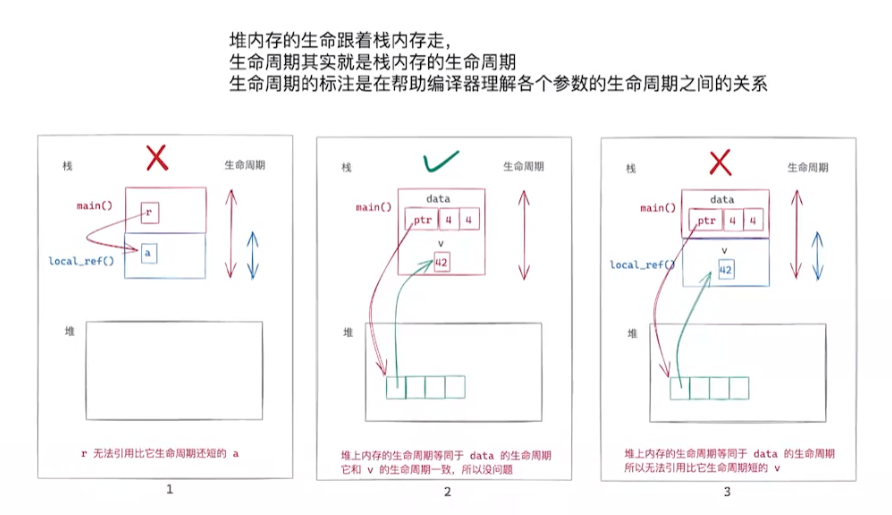 堆内存的生命跟着栈内存走，
生命周期其实就是栈内存的生命周期
生命周期的标注是在帮助编译器理解各个参数的生命周期之间的关系
栈
生命周期
main()
r
local_ref()
a
堆
r 无法引用比它生命周期还短的 a
1
栈
生命周期
main()
data
ptr 4 4
v
42
堆
堆上内存的生命周期等同于 data 的生命周期
它和 v 的生命周期一致，所以没问题
2
栈
生命周期
main()
data
ptr 4 4
local_ref()
v
42
堆
堆上内存的生命周期等同于 data 的生命周期
所以无法引用比它生命周期短的 v
3